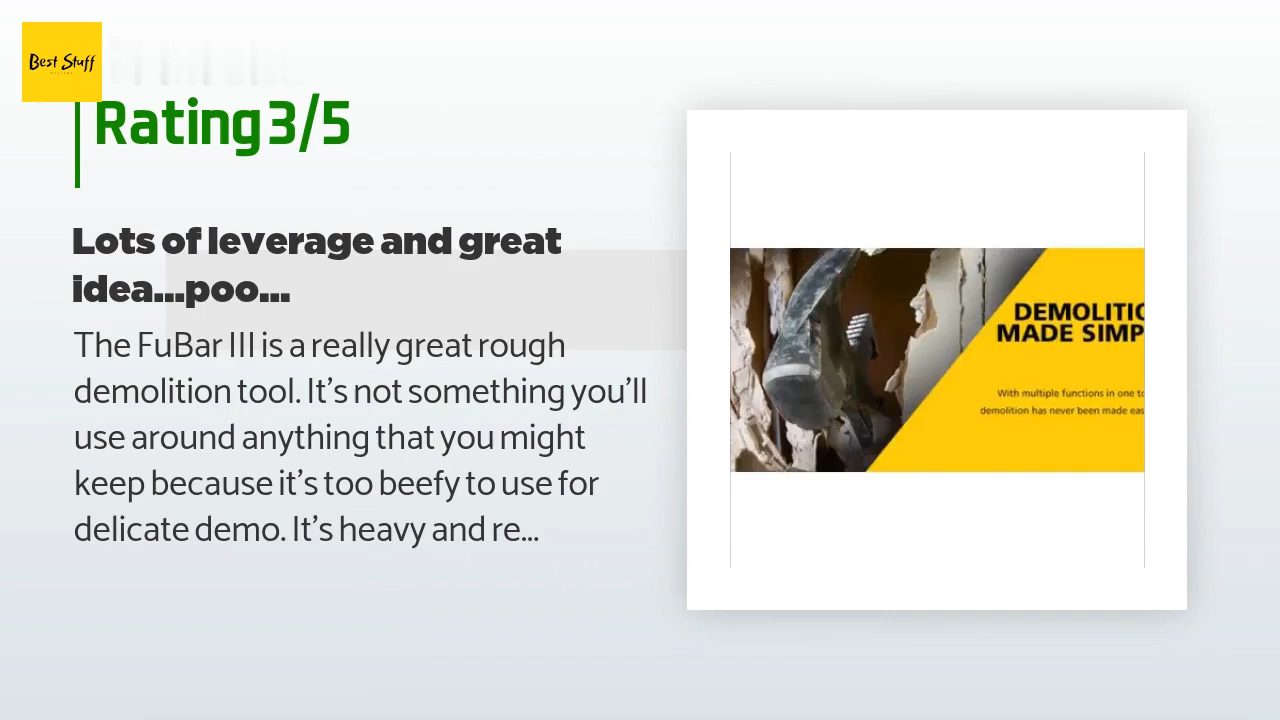 Best Stuff
Rating 3/5
Lots of leverage and great
idea...poo...
The FuBar III is a really great rough
demolition tool. It's not something you'll
use around anything that you might
keep because it's too beefy to use for
delicate demo. It's heavy and re...
DEMOLITIO
MADE SIMP
With multiple functions in one to
demolition has never been made eas